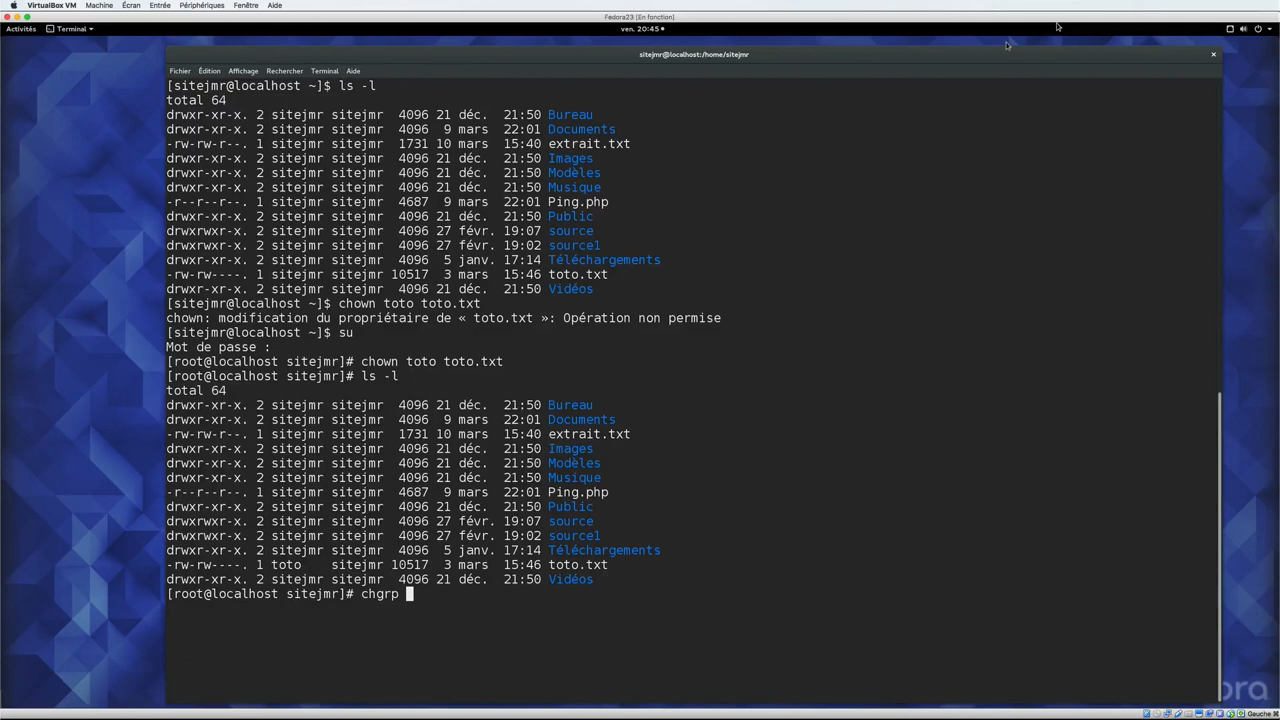 VirtualBox VM Machine Écran Entrée Périphériques Fenêtre Aide
Fedora23 [En fonction]
Activités Terminal ven. 20:45
sitejmr@localhost:/home/sitejmr
Fichier Édition Affichage Rechercher Terminal Aide
[sitejmr@localhost ~]$ ls -l
total 64
drwxr-xr-x. 2 sitejmr sitejmr  4096 21 déc.  21:50 Bureau
drwxr-xr-x. 2 sitejmr sitejmr  4096  9 mars  22:01 Documents
-rw-rw-r--. 1 sitejmr sitejmr  1731 10 mars  15:40 extrait.txt
drwxr-xr-x. 2 sitejmr sitejmr  4096 21 déc.  21:50 Images
drwxr-xr-x. 2 sitejmr sitejmr  4096 21 déc.  21:50 Modèles
drwxr-xr-x. 2 sitejmr sitejmr  4096 21 déc.  21:50 Musique
-r--r--r--. 1 sitejmr sitejmr  4687  9 mars  22:01 Ping.php
drwxr-xr-x. 2 sitejmr sitejmr  4096 21 déc.  21:50 Public
drwxrwxr-x. 2 sitejmr sitejmr  4096 27 févr. 19:07 source
drwxrwxr-x. 2 sitejmr sitejmr  4096 27 févr. 19:02 source1
drwxr-xr-x. 2 sitejmr sitejmr  4096  5 janv. 17:14 Téléchargements
-rw-rw----. 1 sitejmr sitejmr 10517  3 mars  15:46 toto.txt
drwxr-xr-x. 2 sitejmr sitejmr  4096 21 déc.  21:50 Vidéos
[sitejmr@localhost ~]$ chown toto toto.txt
chown: modification du propriétaire de « toto.txt »: Opération non permise
[sitejmr@localhost ~]$ su
Mot de passe :
[root@localhost sitejmr]# chown toto toto.txt
[root@localhost sitejmr]# ls -l
total 64
drwxr-xr-x. 2 sitejmr sitejmr  4096 21 déc.  21:50 Bureau
drwxr-xr-x. 2 sitejmr sitejmr  4096  9 mars  22:01 Documents
-rw-rw-r--. 1 sitejmr sitejmr  1731 10 mars  15:40 extrait.txt
drwxr-xr-x. 2 sitejmr sitejmr  4096 21 déc.  21:50 Images
drwxr-xr-x. 2 sitejmr sitejmr  4096 21 déc.  21:50 Modèles
drwxr-xr-x. 2 sitejmr sitejmr  4096 21 déc.  21:50 Musique
-r--r--r--. 1 sitejmr sitejmr  4687  9 mars  22:01 Ping.php
drwxr-xr-x. 2 sitejmr sitejmr  4096 21 déc.  21:50 Public
drwxrwxr-x. 2 sitejmr sitejmr  4096 27 févr. 19:07 source
drwxrwxr-x. 2 sitejmr sitejmr  4096 27 févr. 19:02 source1
drwxr-xr-x. 2 sitejmr sitejmr  4096  5 janv. 17:14 Téléchargements
-rw-rw----. 1 toto    sitejmr 10517  3 mars  15:46 toto.txt
drwxr-xr-x. 2 sitejmr sitejmr  4096 21 déc.  21:50 Vidéos
[root@localhost sitejmr]# chgrp
ora
Gauche ⌘